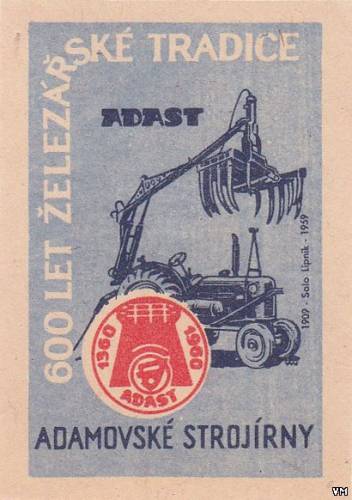 600 LET ŽELEZÁŘSKÉ TRADICE
ADAST
1909 - Solo Lipník - 1959
1360 1960
ADAST
ADAMOVSKÉ STROJÍRNY
VM